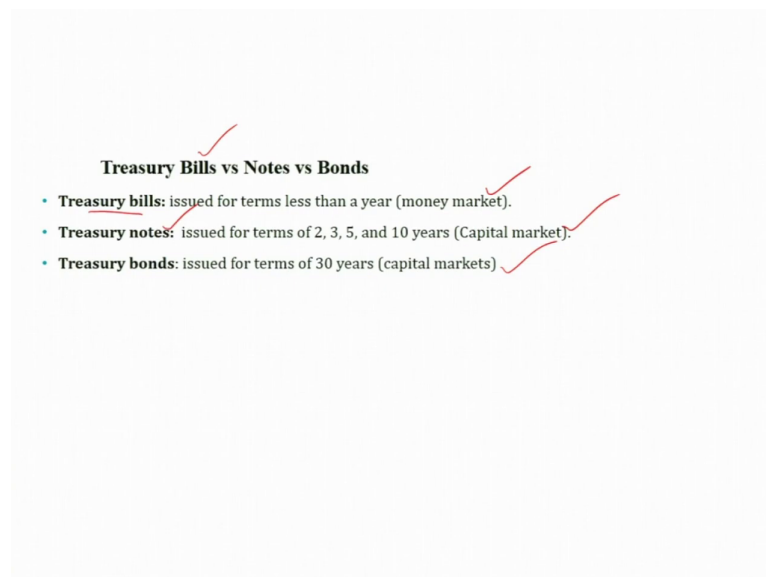 Treasury Bills vs Notes vs Bonds
• Treasury bills: issued for terms less than a year (money market).
• Treasury notes: issued for terms of 2, 3, 5, and 10 years (Capital market).
• Treasury bonds: issued for terms of 30 years (capital markets)